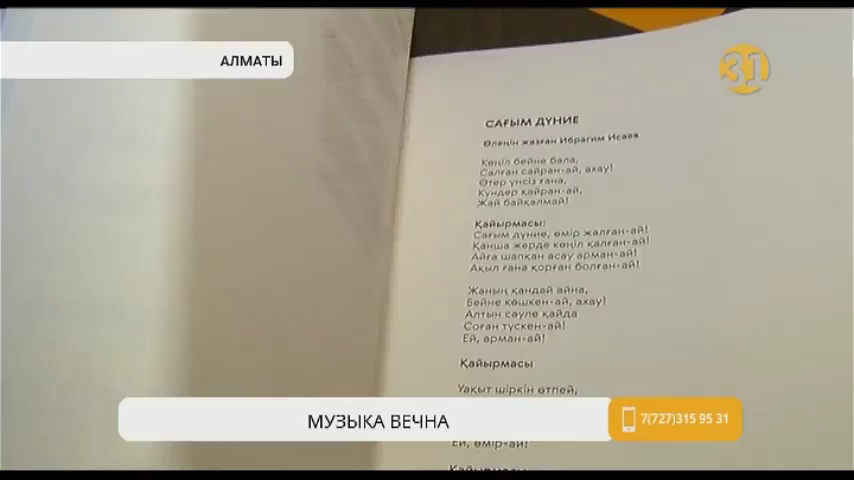 АЛМАТЫ
31
САҒЫМ ДҮНИЕ
Өлеңін жазған Ибрагим Исаев
Көңіл бейне бала,
Салған сайран-ай, ахау!
Өтер үнсіз ғана,
Күндер қайран-ай,
Жай байқалмай!
Қайырмасы:
Сағым дүние, өмір жалған-ай!
Қанша жерде көңіл қалған-ай!
Айға шапқан асау арман-ай!
Ақыл ғана қорған болған-ай!
Жаның қандай айна,
Бейне көшкен-ай, ахау!
Алтын сәуле қайда
Соған түскен-ай!
Ей, арман-ай!
Қайырмасы
Уақыт шіркін өтпей,
МУЗЫКА ВЕЧНА
7(727)315 95 31
Ей, өмір-ай!
Қайырмасы